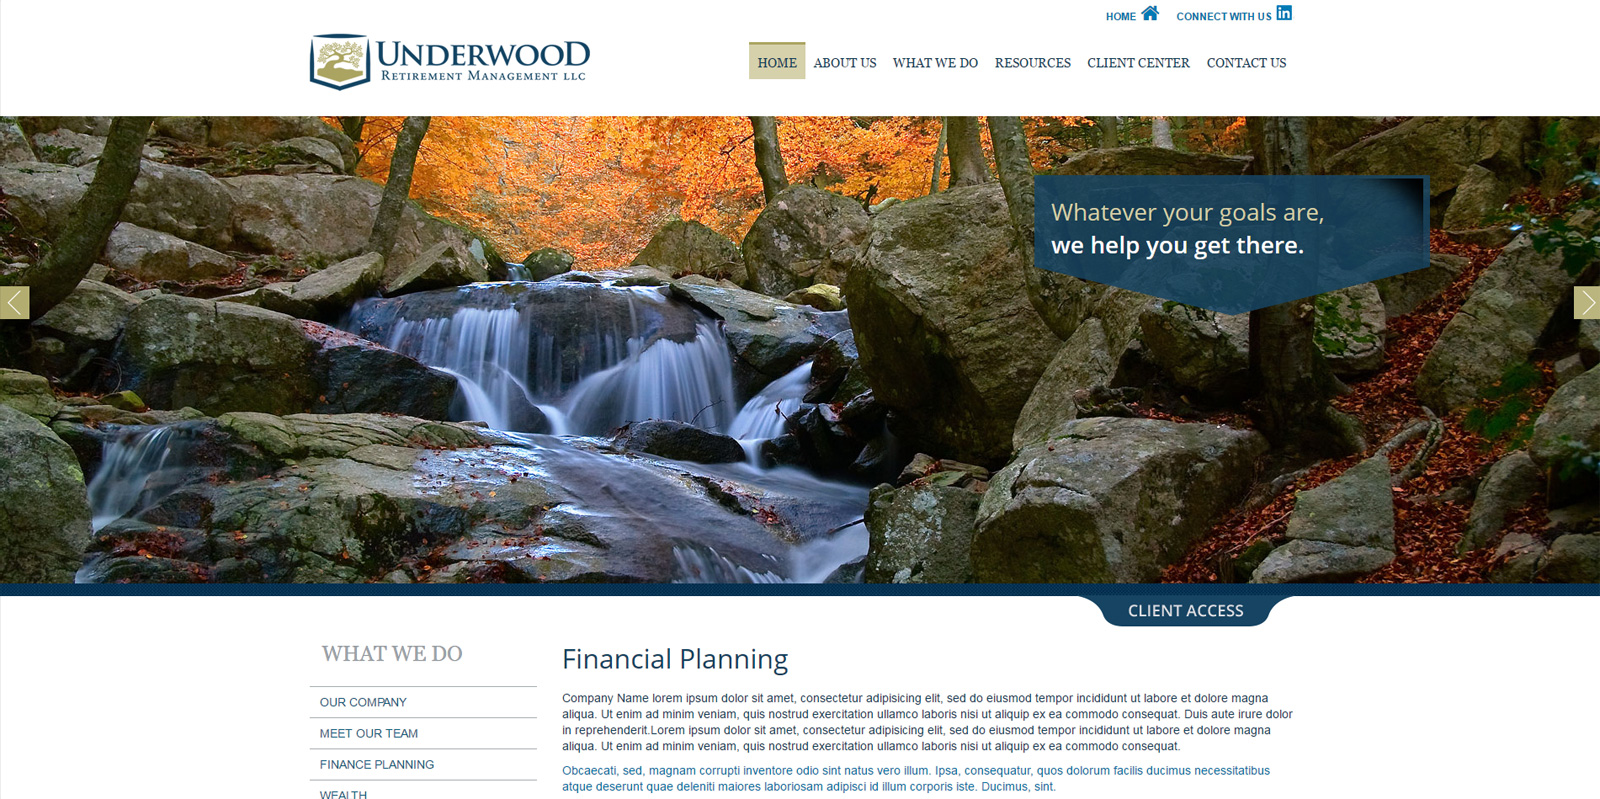 HOME CONNECT WITH US in
UNDERWOOD
RETIREMENT MANAGEMENT LLC
HOME ABOUT US WHAT WE DO RESOURCES CLIENT CENTER CONTACT US
Whatever your goals are,
we help you get there.
CLIENT ACCESS
WHAT WE DO
OUR COMPANY
MEET OUR TEAM
FINANCE PLANNING
WEALTH
Financial Planning
Company Name lorem ipsum dolor sit amet, consectetur adipisicing elit, sed do eiusmod tempor incididunt ut labore et dolore magna
aliqua. Ut enim ad minim veniam, quis nostrud exercitation ullamco laboris nisi ut aliquip ex ea commodo consequat. Duis aute irure dolor
in reprehenderit.Lorem ipsum dolor sit amet, consectetur adipisicing elit, sed do eiusmod tempor incididunt ut labore et dolore magna
aliqua. Ut enim ad minim veniam, quis nostrud exercitation ullamco laboris nisi ut aliquip ex ea commodo consequat.
Obcaecati, sed, magnam corrupti inventore odio sint natus vero illum. Ipsa, consequatur, quos dolorum facilis ducimus necessitatibus
atque deserunt quae deleniti maiores laboriosam adipisci id illum corporis iste. Ducimus, sint.